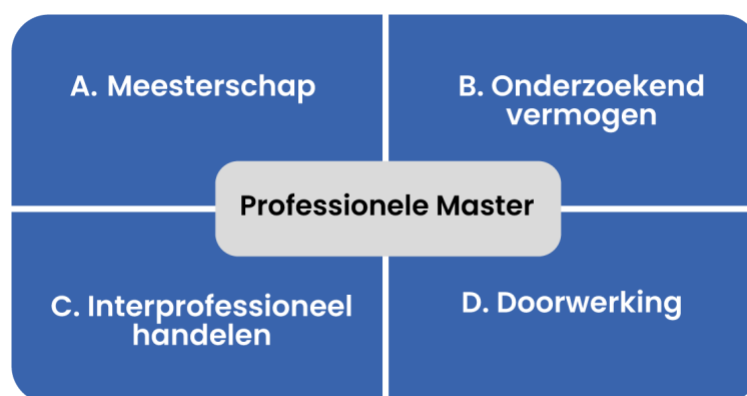 A. Meesterschap
B. Onderzoekend
vermogen
Professionele Master
C. Interprofessioneel
handelen
D. Doorwerking